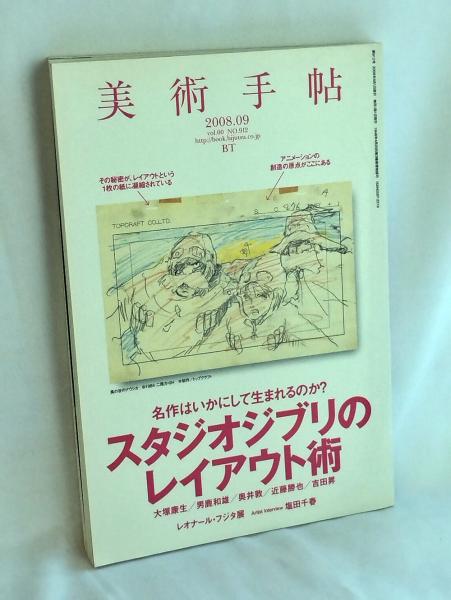 美術手帖
2008.09
vol.60 NO.912
http://book.bijutsu.co.jp
BT
その秘密が、レイアウトという
1枚の紙に凝縮されている
アニメーションの
創造の原点がここにある
TOPCRAFT CO.,LTD.
名作はいかにして生まれるのか?
スタジオジブリの
レイアウト術
大塚康生/男鹿和雄/奥井敦/近藤勝也/吉田昇
レオナール・フジタ展 Artist Interview 塩田千春